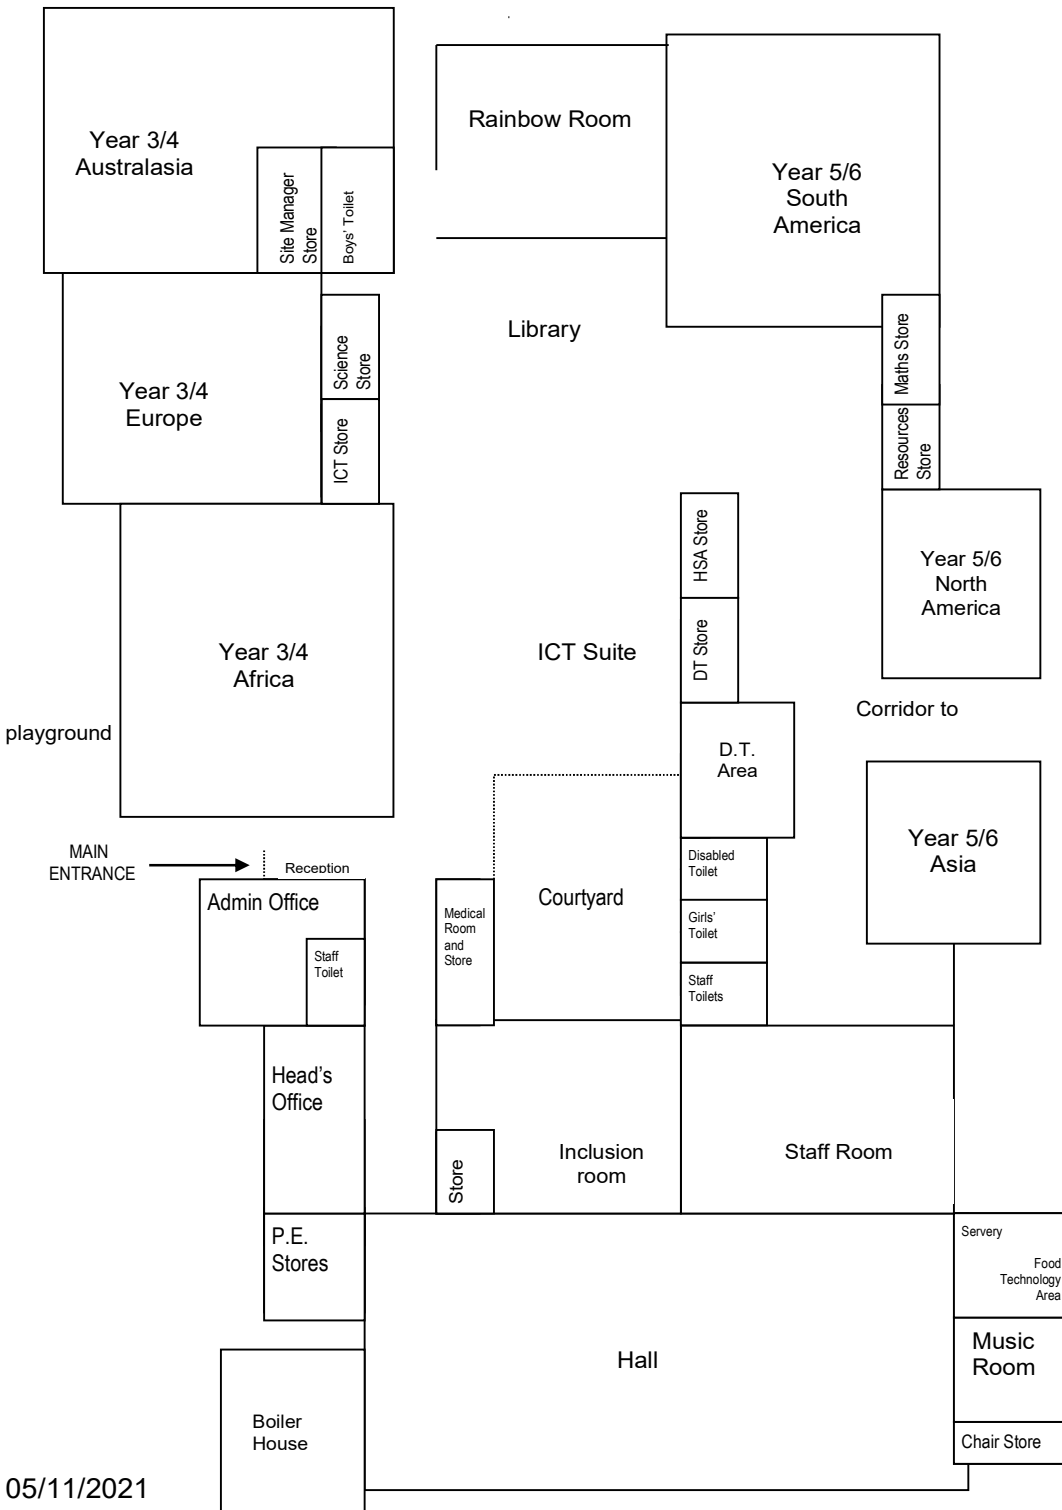 Rainbow Room
Year 3/4
Australasia
Year 5/6
South
America
Site Manager
Store
Boys' Toilet
Library
Science
Store
Maths Store
Year 3/4
Europe
ICT Store
Resources
Store
HSA Store
Year 5/6
North
America
Year 3/4
Africa
ICT Suite
DT Store
Corridor to
playground
D.T.
Area
Year 5/6
Asia
MAIN
ENTRANCE
Reception
Disabled
Toilet
Admin Office
Courtyard
Medical
Room
and
Store
Girls'
Toilet
Staff
Toilet
Staff
Toilets
Head's
Office
Inclusion
room
Staff Room
Store
P.E.
Stores
Servery
Food
Technology
Area
Hall
Music
Room
Boiler
House
Chair Store
05/11/2021